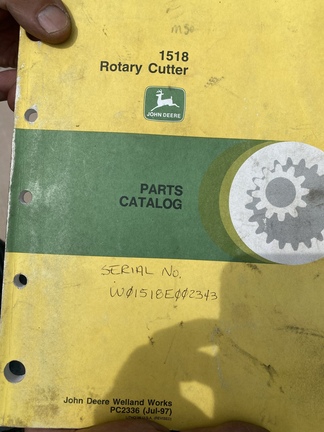 1518
Rotary Cutter
JOHN DEERE
PARTS
CATALOG
SERIAL NO.
WØ1518EØØ2343
John Deere Welland Works
PC2336 (Jul-97)